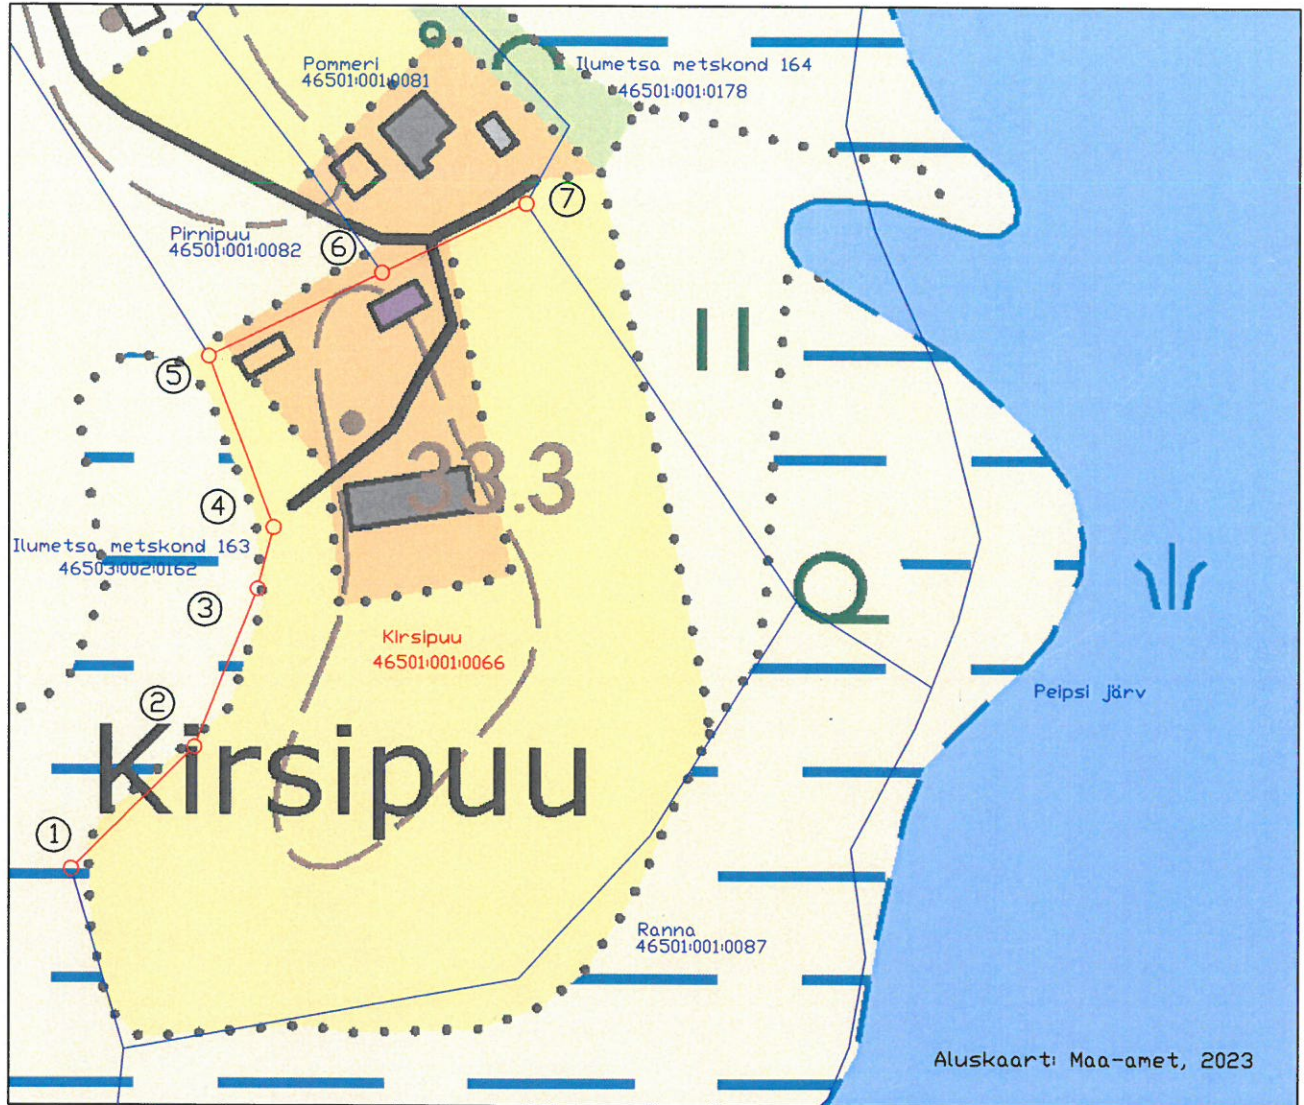 Pommeri
46501:001:0081
Ilumetsa metskond 164
46501:001:0178
7
Pirnipuu
46501:001:0082
6
5
33.3
4
Ilumetsa metskond 163
46503:002:0162
3
Kirsipuu
46501:001:0066
Peipsi järv
2
Kirsipuu
1
Ranna
46501:001:0087
Aluskaart: Maa-amet, 2023